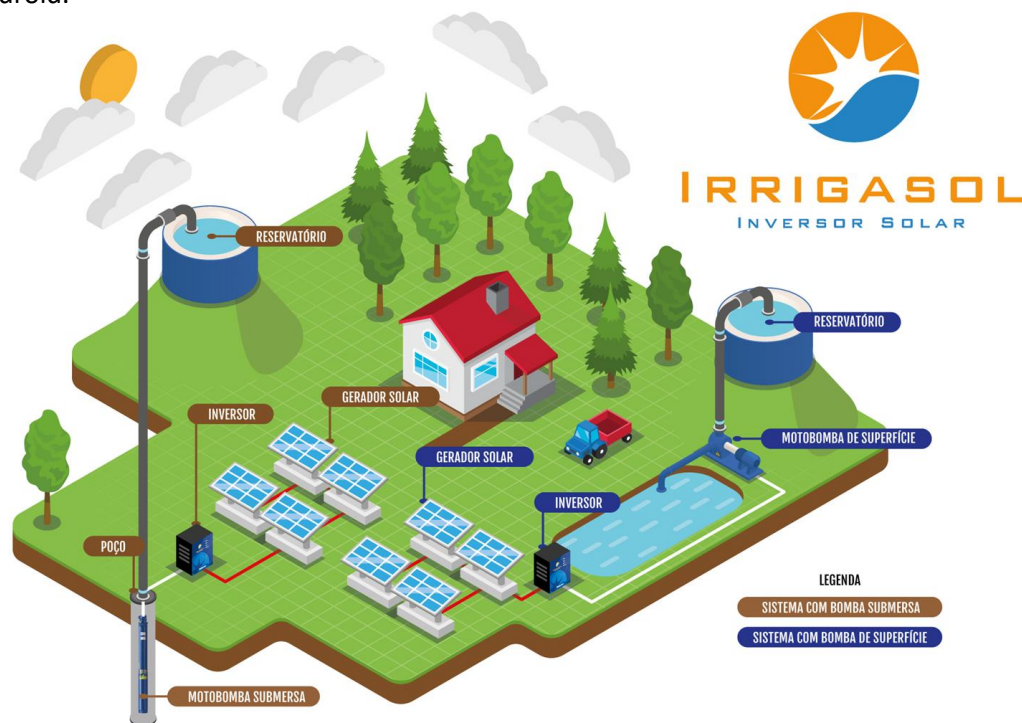 IRRIGASOL
INVERSOR SOLAR
RESERVATÓRIO
RESERVATÓRIO
GERADOR SOLAR
INVERSOR
MOTOBOMBA DE SUPERFÍCIE
GERADOR SOLAR
INVERSOR
POÇO
LEGENDA
SISTEMA COM BOMBA SUBMERSA
SISTEMA COM BOMBA DE SUPERFÍCIE
MOTOBOMBA SUBMERSA